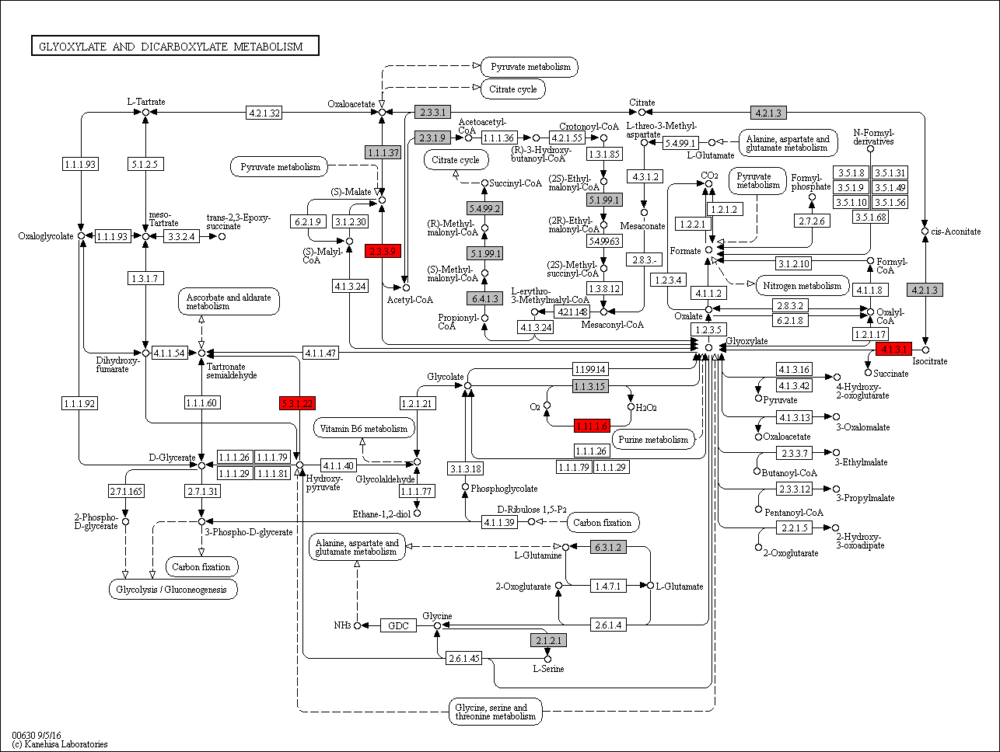 GLYOXYLATE AND DICARBOXYLATE METABOLISM
Pyruvate metabolism
Citrate cycle
L-Tartrate
4.2.1.32
Oxaloacetate
2.3.3.1
Citrate
4.2.1.3
Acetoacetyl-
CoA
Crotonoyl-CoA
L-threo-3-Methyl-
aspartate
2.3.1.9
1.1.1.36
4.2.1.55
5.4.99.1
L-Glutamate
Alanine, aspartate and
glutamate metabolism
N-Formyl-
derivatives
1.1.1.37
(R)-3-Hydroxy-
butanoyl-CoA
1.3.1.85
1.1.1.93
5.1.2.5
Pyruvate metabolism
Citrate cycle
4.3.1.2
CO2
Pyruvate
metabolism
Formyl-
phosphate
3.5.1.8
3.5.1.31
3.5.1.9
3.5.1.49
3.5.1.10
3.5.1.56
3.5.1.68
(S)-Malate
Succinyl-CoA
(2S)-Ethyl-
malonyl-CoA
5.4.99.2
5.1.99.1
1.2.1.2
1.2.2.1
2.7.2.6
meso-
Tartrate
trans-2,3-Epoxy-
succinate
6.2.1.9
3.1.2.30
(R)-Methyl-
malonyl-CoA
(2R)-Ethyl-
malonyl-CoA
Mesaconate
cis-Aconitate
Oxaloglycolate
1.1.1.93
3.3.2.4
(S)-Malyl-
CoA
2.3.3.9
5.1.99.1
5.4.99.63
Formate
2.8.3.-
3.1.2.10
Formyl-
CoA
1.3.1.7
(S)-Methyl-
malonyl-CoA
(2S)-Methyl-
succinyl-CoA
1.2.3.4
Nitrogen metabolism
4.1.3.24
Acetyl-CoA
6.4.1.3
L-erythro-
3-Methylmalyl-CoA
1.3.8.12
4.1.1.2
4.1.1.8
4.2.1.3
Ascorbate and aldarate
metabolism
Propionyl-
CoA
4.2.1.148
4.1.3.24
Mesaconyl-CoA
Oxalate
2.8.3.2
6.2.1.8
Oxalyl-
CoA
1.2.3.5
1.2.1.17
Glyoxylate
4.1.3.1
Isocitrate
Succinate
Dihydroxy-
fumarate
4.1.1.54
Tartronate
semialdehyde
4.1.1.47
Glycolate
1.1.99.14
1.1.3.15
4.1.3.16
4.1.3.42
4-Hydroxy-
2-oxoglutarate
Pyruvate
1.1.1.92
1.1.1.60
5.3.1.22
1.2.1.21
O2
H2O2
1.11.1.6
4.1.3.13
3-Oxalomalate
Oxaloacetate
Vitamin B6 metabolism
Purine metabolism
D-Glycerate
1.1.1.26
1.1.1.79
1.1.1.29
1.1.1.81
Hydroxy-
pyruvate
4.1.1.40
Glycolaldehyde
3.1.3.18
1.1.1.26
1.1.1.79
1.1.1.29
2.3.3.7
3-Ethylmalate
Butanoyl-CoA
2.7.1.165
2.7.1.31
1.1.1.77
Phosphoglycolate
2.3.3.12
3-Propylmalate
Pentanoyl-CoA
2-Phospho-
D-glycerate
3-Phospho-D-glycerate
Ethane-1,2-diol
4.1.1.39
D-Ribulose 1,5-P2
Carbon fixation
2.2.1.5
2-Hydroxy-
3-oxoadipate
2-Oxoglutarate
Carbon fixation
Alanine, aspartate and
glutamate metabolism
L-Glutamine
6.3.1.2
Glycolysis / Gluconeogenesis
2-Oxoglutarate
1.4.7.1
L-Glutamate
NH3
GDC
Glycine
2.6.1.4
2.1.2.1
2.6.1.45
L-Serine
Glycine, serine and
threonine metabolism
00630 9/5/16
(c) Kanehisa Laboratories